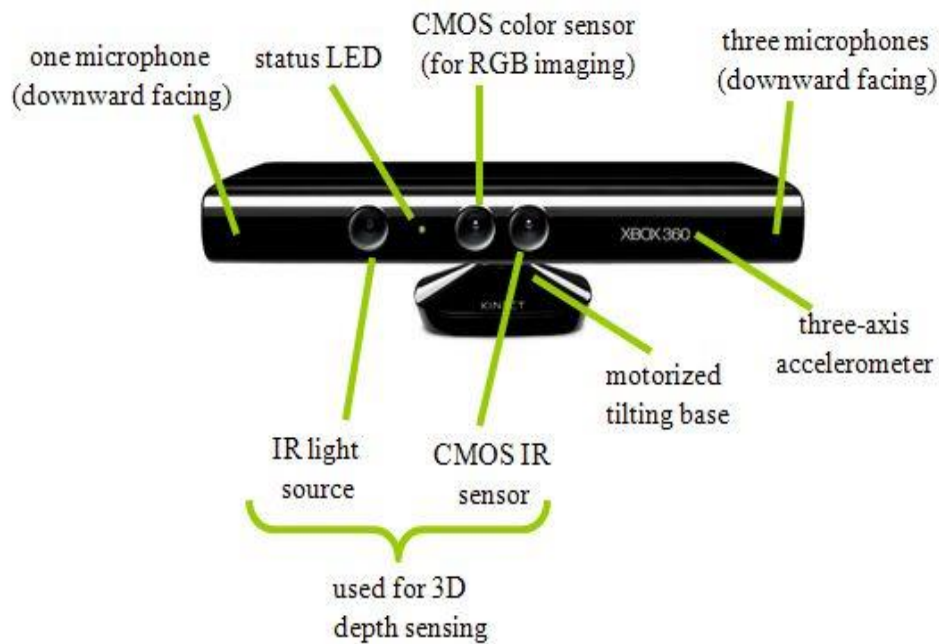 one microphone
(downward facing)
status LED
CMOS color sensor
(for RGB imaging)
three microphones
(downward facing)
XBOX 360
KINECT
three-axis
accelerometer
motorized
tilting base
IR light
source
CMOS IR
sensor
used for 3D
depth sensing